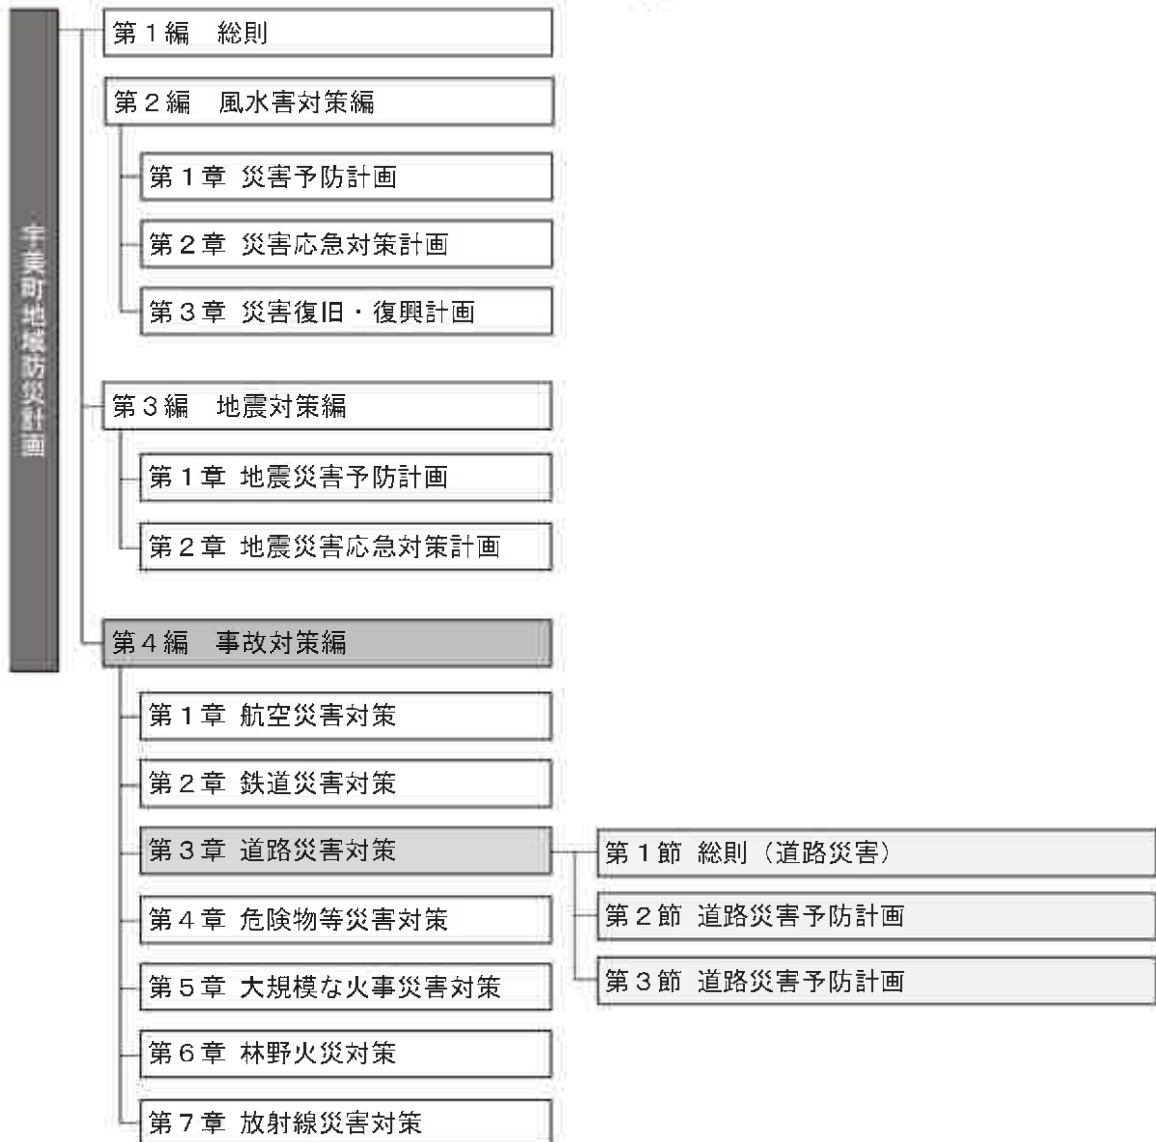 宇美町地域防災計画
第1編 総則
第2編 風水害対策編
第1章 災害予防計画
第2章 災害応急対策計画
第3章 災害復旧・復興計画
第3編 地震対策編
第1章 地震災害予防計画
第2章 地震災害応急対策計画
第4編 事故対策編
第1章 航空災害対策
第2章 鉄道災害対策
第3章 道路災害対策
第1節 総則（道路災害）
第2節 道路災害予防計画
第3節 道路災害予防計画
第4章 危険物等災害対策
第5章 大規模な火事災害対策
第6章 林野火災対策
第7章 放射線災害対策